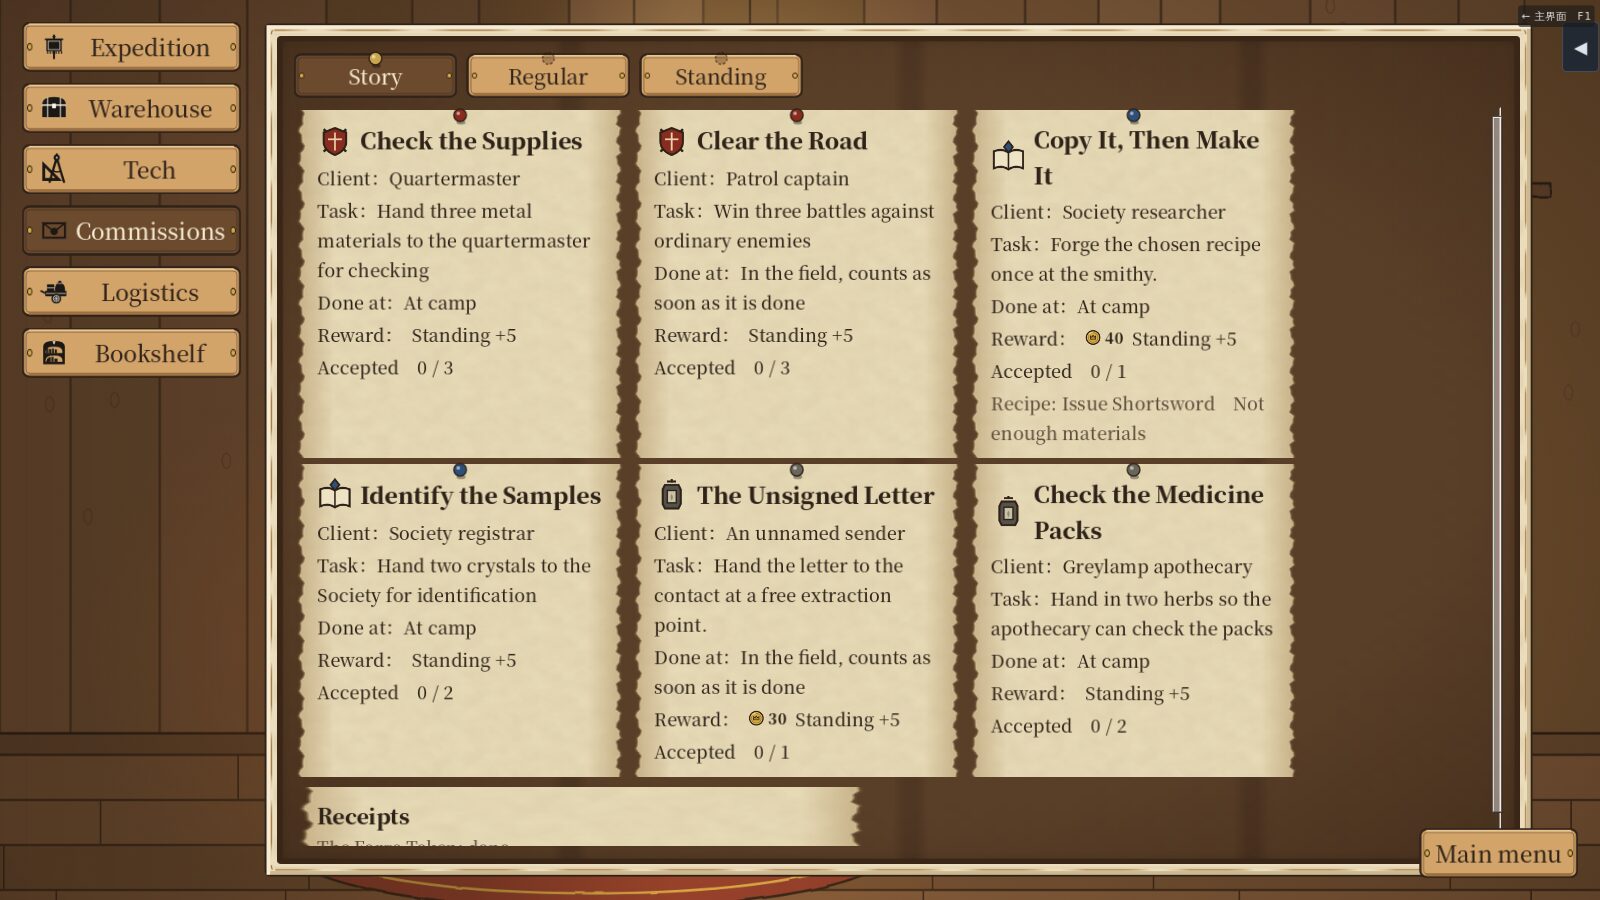 ← 主界面 F1
Expedition
Warehouse
Tech
Commissions
Logistics
Bookshelf
Story
Regular
Standing
Check the Supplies
Client: Quartermaster
Task: Hand three metal
materials to the quartermaster
for checking
Done at: At camp
Reward: Standing +5
Accepted 0 / 3
Clear the Road
Client: Patrol captain
Task: Win three battles against
ordinary enemies
Done at: In the field, counts as
soon as it is done
Reward: Standing +5
Accepted 0 / 3
Copy It, Then Make
It
Client: Society researcher
Task: Forge the chosen recipe
once at the smithy.
Done at: At camp
Reward: 40 Standing +5
Accepted 0 / 1
Recipe: Issue Shortsword Not
enough materials
Identify the Samples
Client: Society registrar
Task: Hand two crystals to the
Society for identification
Done at: At camp
Reward: Standing +5
Accepted 0 / 2
The Unsigned Letter
Client: An unnamed sender
Task: Hand the letter to the
contact at a free extraction
point.
Done at: In the field, counts as
soon as it is done
Reward: 30 Standing +5
Accepted 0 / 1
Check the Medicine
Packs
Client: Greylamp apothecary
Task: Hand in two herbs so the
apothecary can check the packs
Done at: At camp
Reward: Standing +5
Accepted 0 / 2
Receipts
Main menu